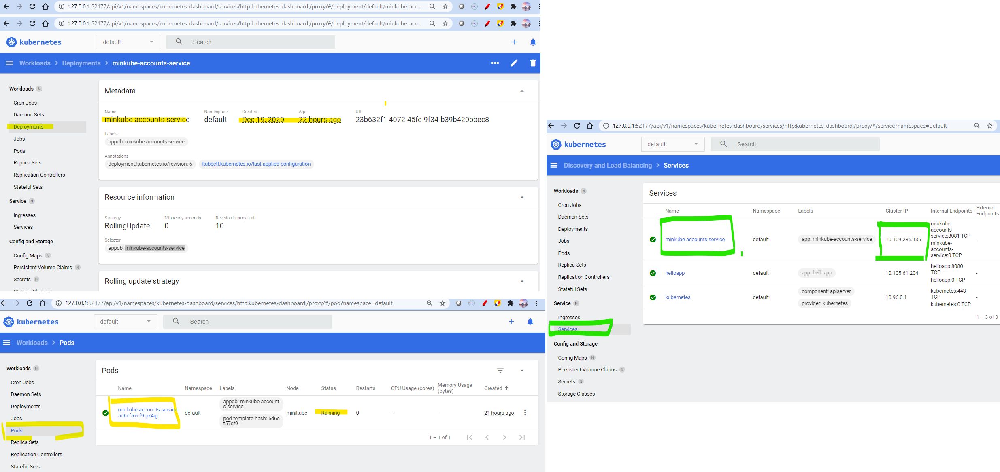 127.0.0.1:52177/api/v1/namespaces/kubernetes-dashboard/services/http:kubernetes-dashboard:/proxy/#/deployment/default/minkube-acc...
127.0.0.1:52177/api/v1/namespaces/kubernetes-dashboard/services/http:kubernetes-dashboard:/proxy/#/deployment/default/minkube-acc...
kubernetes
default
Search
Workloads > Deployments > minkube-accounts-service
Workloads N
Cron Jobs
Daemon Sets
Deployments
Jobs
Pods
Replica Sets
Replication Controllers
Stateful Sets
Service N
Ingresses
Services
Config and Storage
Config Maps N
Persistent Volume Claims N
Secrets N
Storage Classes
Metadata
Name Namespace Created Age UID
minkube-accounts-service default Dec 19, 2020 22 hours ago 23b632f1-4072-45fe-9f34-b39b420bbec8
Labels
appdb: minkube-accounts-service
Annotations
deployment.kubernetes.io/revision: 5 kubectl.kubernetes.io/last-applied-configuration
Resource information
Strategy Min ready seconds Revision history limit
RollingUpdate 0 10
Selector
appdb: minkube-accounts-service
Rolling update strategy
127.0.0.1:52177/api/v1/namespaces/kubernetes-dashboard/services/http:kubernetes-dashboard:/proxy/#/pod?namespace=default
kubernetes
default
Search
Workloads > Pods
Workloads N
Cron Jobs
Daemon Sets
Deployments
Jobs
Pods
Replica Sets
Replication Controllers
Stateful Sets
Pods
Name Namespace Labels Node Status Restarts CPU Usage (cores) Memory Usage (bytes) Created
minkube-accounts-service-
5d6cf57cf9-pz4qj
default
appdb: minkube-account
s-service
pod-template-hash: 5d6c
f57cf9
minikube
Running
0
-
-
21 hours ago
1 – 1 of 1
127.0.0.1:52177/api/v1/namespaces/kubernetes-dashboard/services/http:kubernetes-dashboard:/proxy/#/service?namespace=default
kubernetes
default
Search
Discovery and Load Balancing > Services
Workloads N
Cron Jobs
Daemon Sets
Deployments
Jobs
Pods
Replica Sets
Replication Controllers
Stateful Sets
Service N
Ingresses
Services
Config and Storage
Config Maps N
Persistent Volume Claims N
Secrets N
Storage Classes
Services
Name Namespace Labels Cluster IP Internal Endpoints External Endpoints
minkube-accounts-service
default
app: minkube-accounts-service
10.109.235.135
minkube-
accounts-
service:8081 TCP
minkube-
accounts-
service:0 TCP
-
helloapp
default
app: helloapp
10.105.61.204
helloapp:8080
TCP
helloapp:0 TCP
-
kubernetes
default
component: apiserver
provider: kubernetes
10.96.0.1
kubernetes:443
TCP
kubernetes:0 TCP
-
1 – 3 of 3